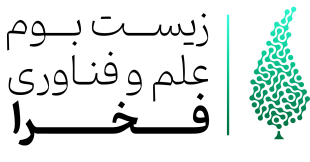 زیست بوم
علم و فناوری
فخرا